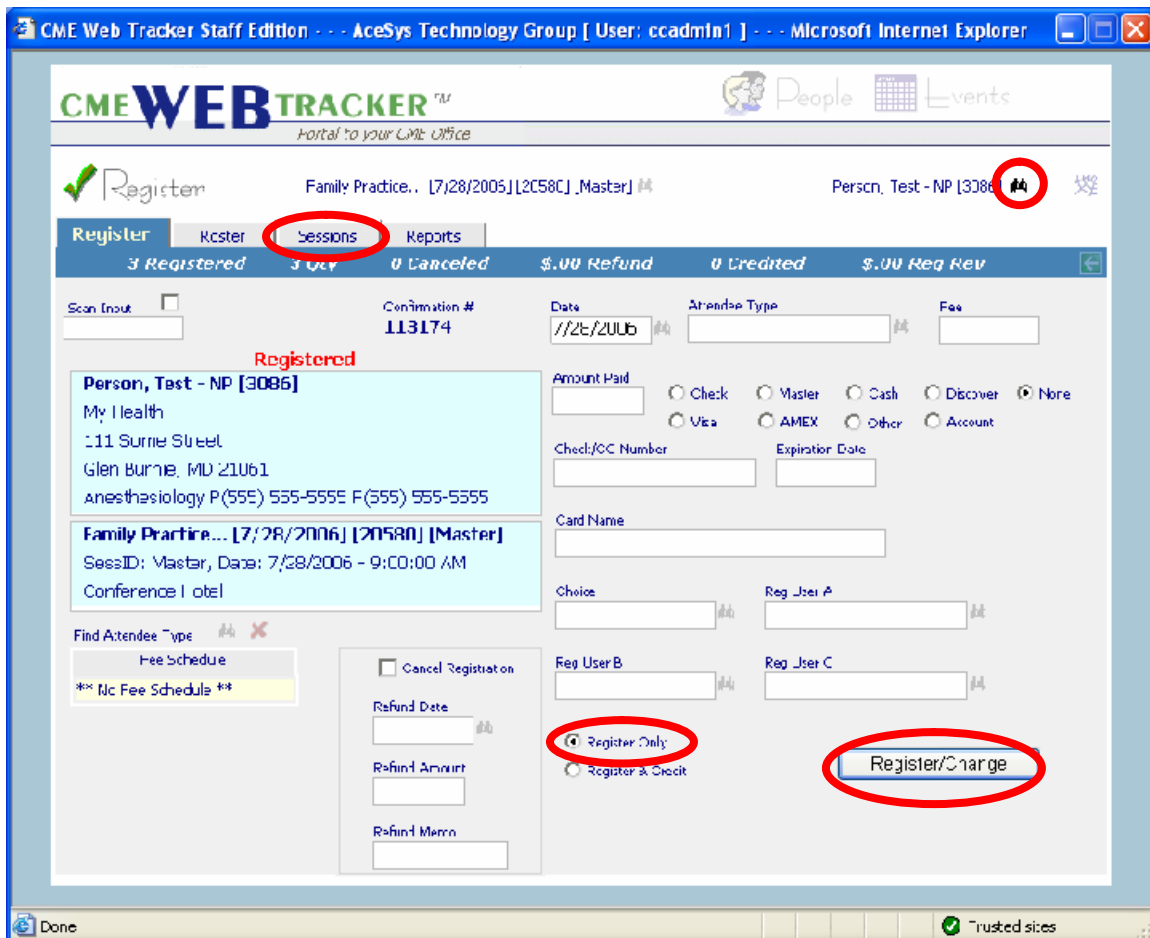 CME Web Tracker Staff Edition - - - AceSys Technology Group [ User: ccadmin1 ] - - - Microsoft Internet Explorer
CME WEB TRACKER TM
Portal to your CME Office
People Events
Register
Family Practice... [7/28/2006] [20580] [Master]
Person, Test - NP [3086]
Register Roster Sessions Reports
3 Registered 3 Qty 0 Canceled $.00 Refund 0 Credited $.00 Reg Rev
Scan Input Confirmation # Date Attendee Type Fee
113174 7/28/2006
Registered
Person, Test - NP [3086]
My Health
111 Some Street
Glen Burnie, MD 21061
Anesthesiology P(555) 555-5555 F(555) 555-5555
Family Practice... [7/28/2006] [20580] [Master]
SessID: Master, Date: 7/28/2006 - 9:00:00 AM
Conference Hotel
Find Attendee Type
Fee Schedule
** No Fee Schedule **
Cancel Registration
Refund Date
Refund Amount
Refund Memo
Amount Paid
Check Master Cash Discover None
Visa AMEX Other Account
Check/CC Number Expiration Date
Card Name
Choice Reg User A
Reg User B Reg User C
Register Only
Register & Credit
Register/Change
Done Trusted sites